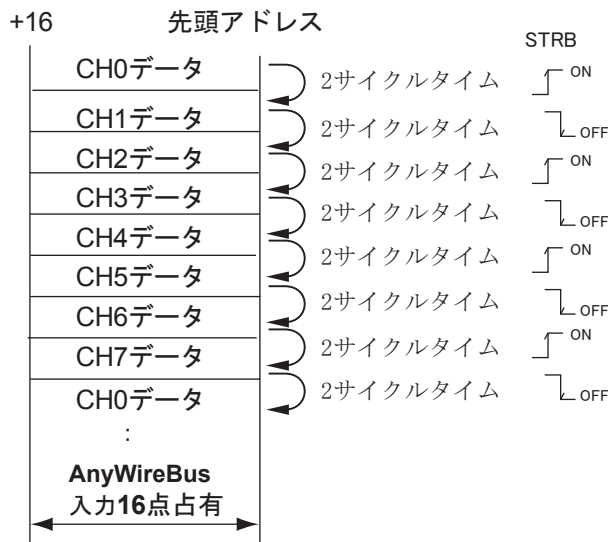 +16 先頭アドレス
STRB
CH0データ 2サイクルタイム ON
CH1データ 2サイクルタイム OFF
CH2データ 2サイクルタイム ON
CH3データ 2サイクルタイム OFF
CH4データ 2サイクルタイム ON
CH5データ 2サイクルタイム OFF
CH6データ 2サイクルタイム ON
CH7データ 2サイクルタイム OFF
CH0データ
:
AnyWireBus
入力16点占有